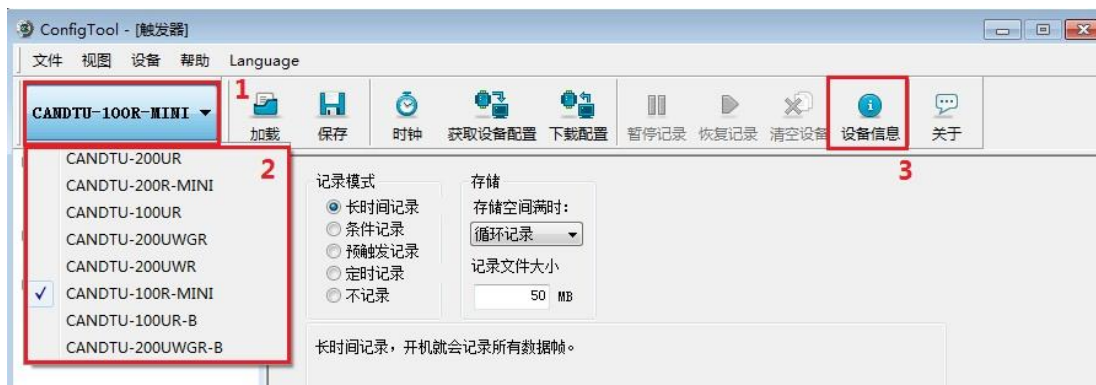 ConfigTool - [触发器]
文件 视图 设备 帮助 Language
CANDTU-100R-MINI
1
加载 保存 时钟 获取设备配置 下载配置 暂停记录 恢复记录 清空设备 设备信息 关于
2
3
CANDTU-200UR
CANDTU-200R-MINI
CANDTU-100UR
CANDTU-200UWGR
CANDTU-200UWR
CANDTU-100R-MINI
CANDTU-100UR-B
CANDTU-200UWGR-B
记录模式
长时间记录
条件记录
预触发记录
定时记录
不记录
存储
存储空间满时：
循环记录
记录文件大小
50 MB
长时间记录，开机就会记录所有数据帧。